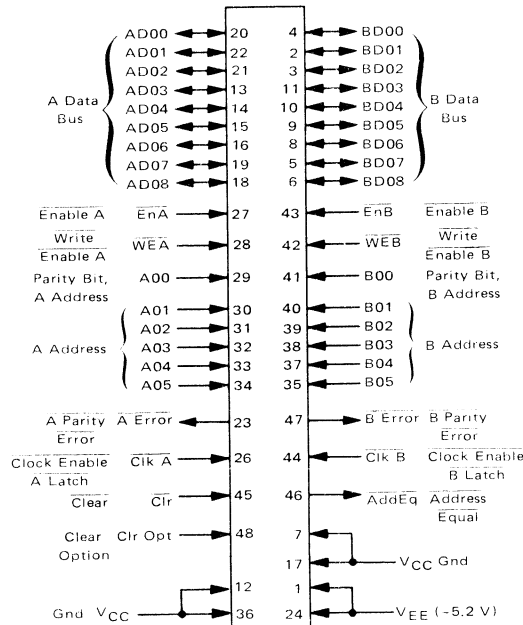 AD00 20 4 BD00
AD01 22 2 BD01
AD02 21 3 BD02
AD03 13 11 BD03
A Data AD04 14 10 BD04 B Data
Bus AD05 15 9 BD05 Bus
AD06 16 8 BD06
AD07 19 5 BD07
AD08 18 6 BD08
Enable A EnA 27 43 EnB Enable B
Write Enable A WEA 28 42 WEB Write Enable B
Parity Bit, A Address A00 29 41 B00 Parity Bit, B Address
A01 30 40 B01
A02 31 39 B02
A Address A03 32 38 B03 B Address
A04 33 37 B04
A05 34 35 B05
A Parity Error A Error 23 47 B Error B Parity Error
Clock Enable A Latch Clk A 26 44 Clk B Clock Enable B Latch
Clear Clr 45 46 AddEq Address Equal
Clear Option Clr Opt 48 7
17 VCC Gnd
12 1
Gnd VCC 36 24 VEE (-5.2 V)